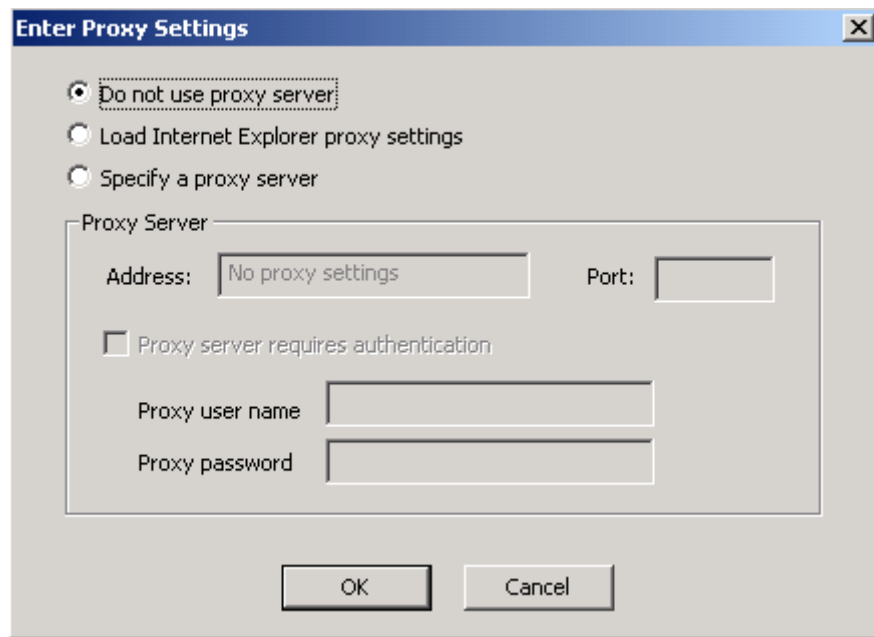 Enter Proxy Settings
Do not use proxy server
Load Internet Explorer proxy settings
Specify a proxy server
Proxy Server
Address: No proxy settings Port:
Proxy server requires authentication
Proxy user name
Proxy password
OK Cancel